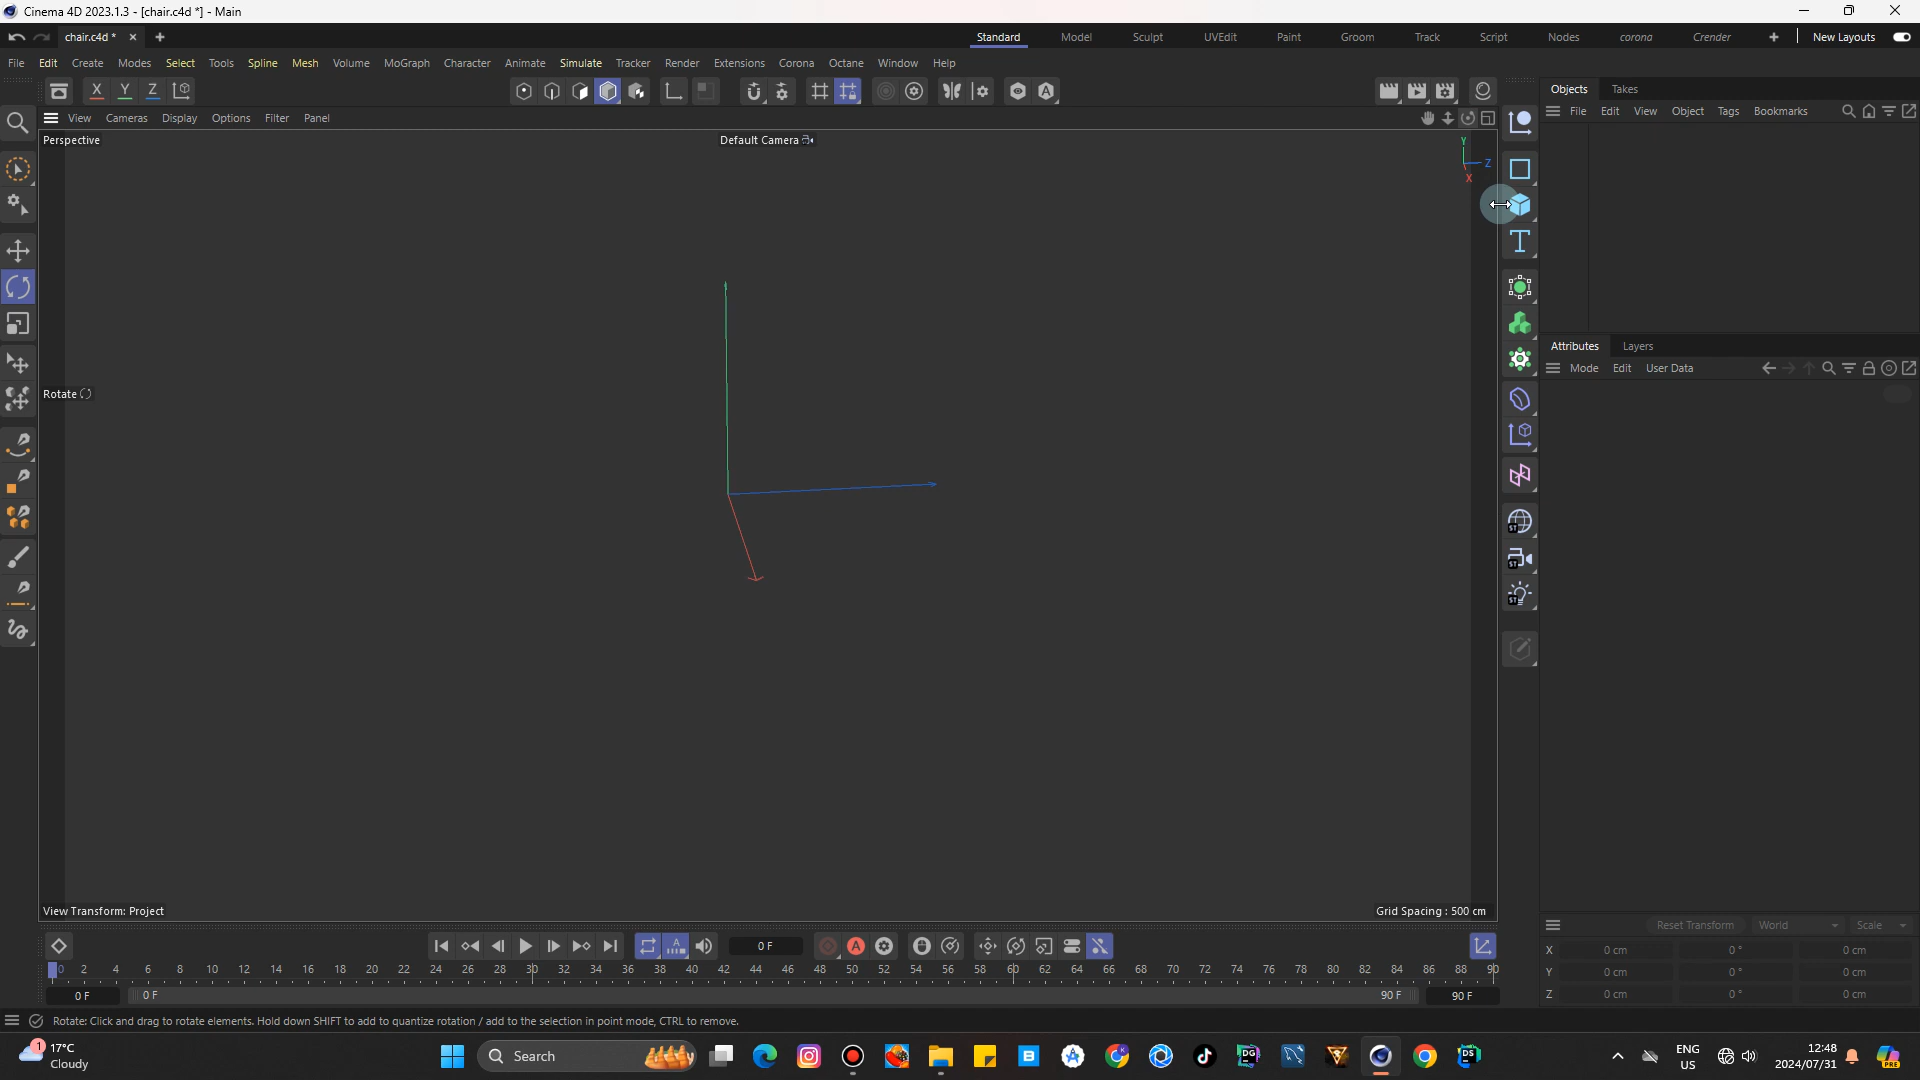 Cinema 4D 2023.1.3 - [chair.c4d *] - Main
chair.c4d *
Standard Model Sculpt UVEdit Paint Groom Track Script Nodes corona Crender New Layouts
File Edit Create Modes Select Tools Spline Mesh Volume MoGraph Character Animate Simulate Tracker Render Extensions Corona Octane Window Help
X Y Z
Objects Takes
File Edit View Object Tags Bookmarks
View Cameras Display Options Filter Panel
Perspective
Default Camera
Y
Z
X
Rotate
Attributes Layers
Mode Edit User Data
View Transform: Project
Grid Spacing : 500 cm
Reset Transform World Scale
0 F
X 0 cm 0 ° 0 cm
Y 0 cm 0 ° 0 cm
Z 0 cm 0 ° 0 cm
0 2 4 6 8 10 12 14 16 18 20 22 24 26 28 30 32 34 36 38 40 42 44 46 48 50 52 54 56 58 60 62 64 66 68 70 72 74 76 78 80 82 84 86 88 90
0 F 0 F 90 F 90 F
Rotate: Click and drag to rotate elements. Hold down SHIFT to add to quantize rotation / add to the selection in point mode, CTRL to remove.
1
17°C
Cloudy
Search
DG
DS
ENG
US
12:48
2024/07/31
PRE